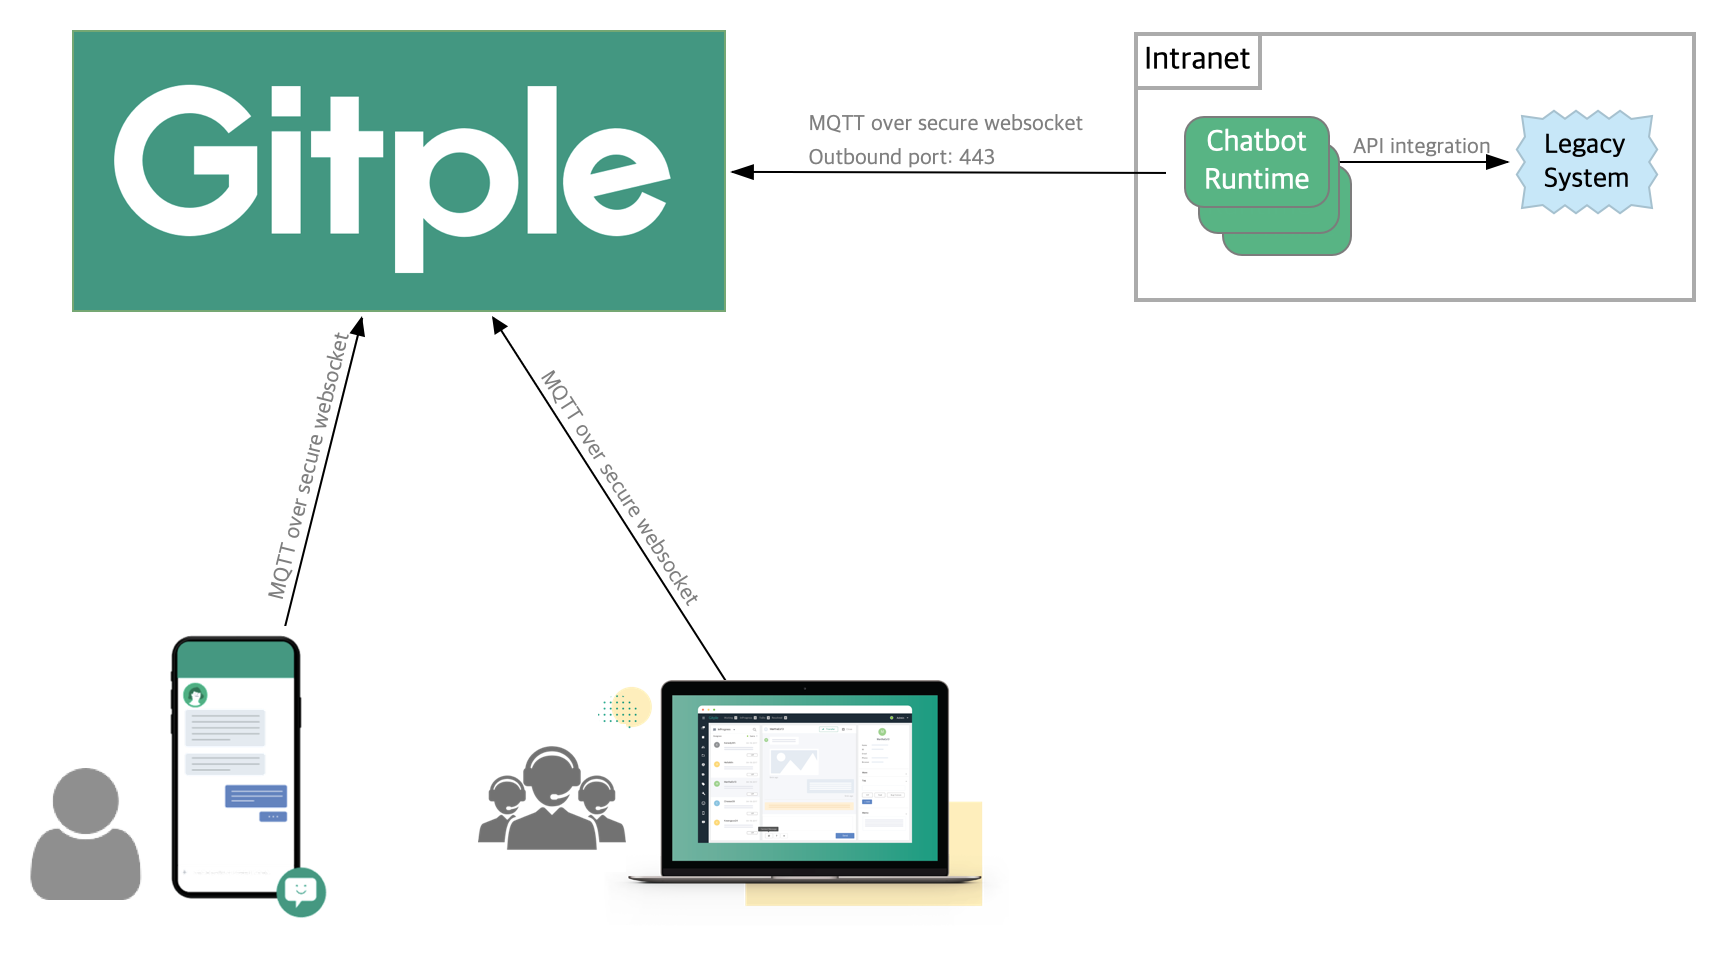 Gitple
Intranet
MQTT over secure websocket
Outbound port: 443
Chatbot
Runtime
API integration
Legacy
System
MQTT over secure websocket
MQTT over secure websocket